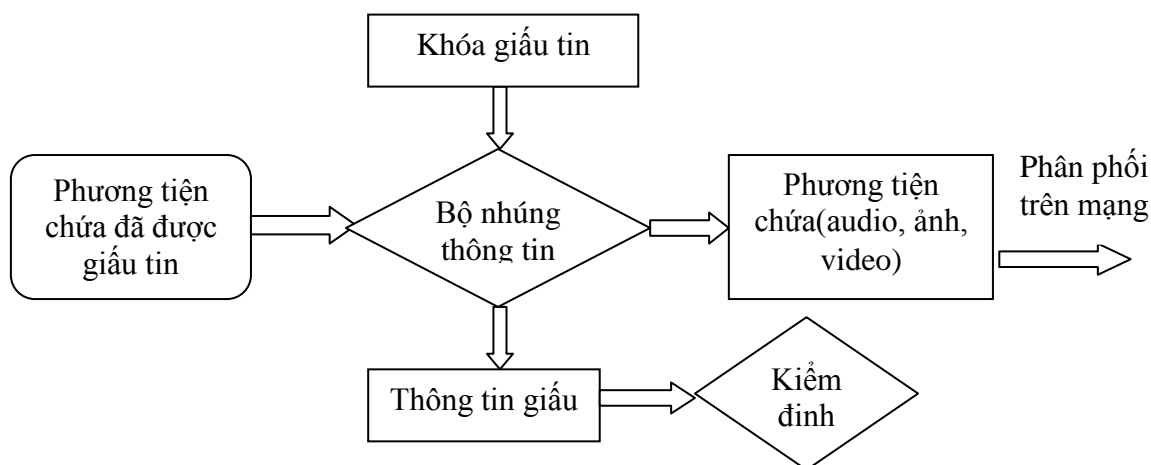 Khóa giấu tin
Phương tiện
chứa đã được
giấu tin
Bộ nhúng
thông tin
Phương tiện
chứa(audio, ảnh,
video)
Phân phối
trên mạng
Thông tin giấu
Kiểm
đinh